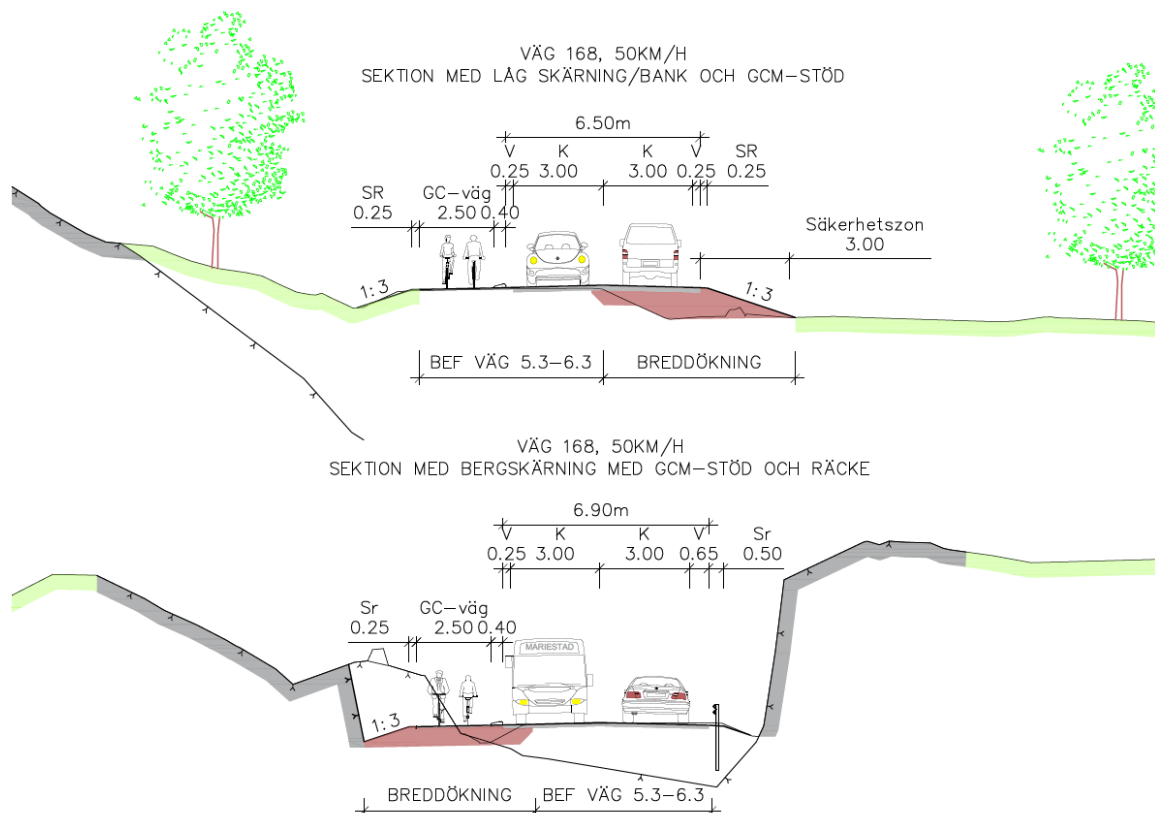 VÄG 168, 50KM/H
SEKTION MED LÅG SKÄRNING/BANK OCH GCM-STÖD
6.50m
V K K V SR
0.25 3.00 3.00 0.25 0.25
SR GC-väg
0.25 2.50 0.40
Säkerhetszon
3.00
1:3 1:3
BEF VÄG 5.3-6.3 BREDDÖKNING
VÄG 168, 50KM/H
SEKTION MED BERGSKÄRNING MED GCM-STÖD OCH RÄCKE
6.90m
V K K V Sr
0.25 3.00 3.00 0.65 0.50
Sr GC-väg
0.25 2.50 0.40
MARIESTAD
1:3
BREDDÖKNING BEF VÄG 5.3-6.3